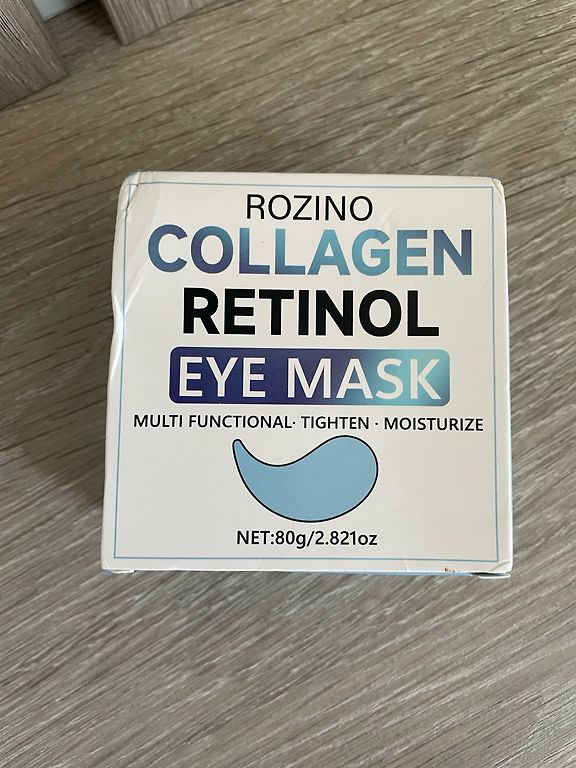 ROZINO
COLLAGEN
RETINOL
EYE MASK
MULTI FUNCTIONAL· TIGHTEN · MOISTURIZE
NET:80g/2.821oz